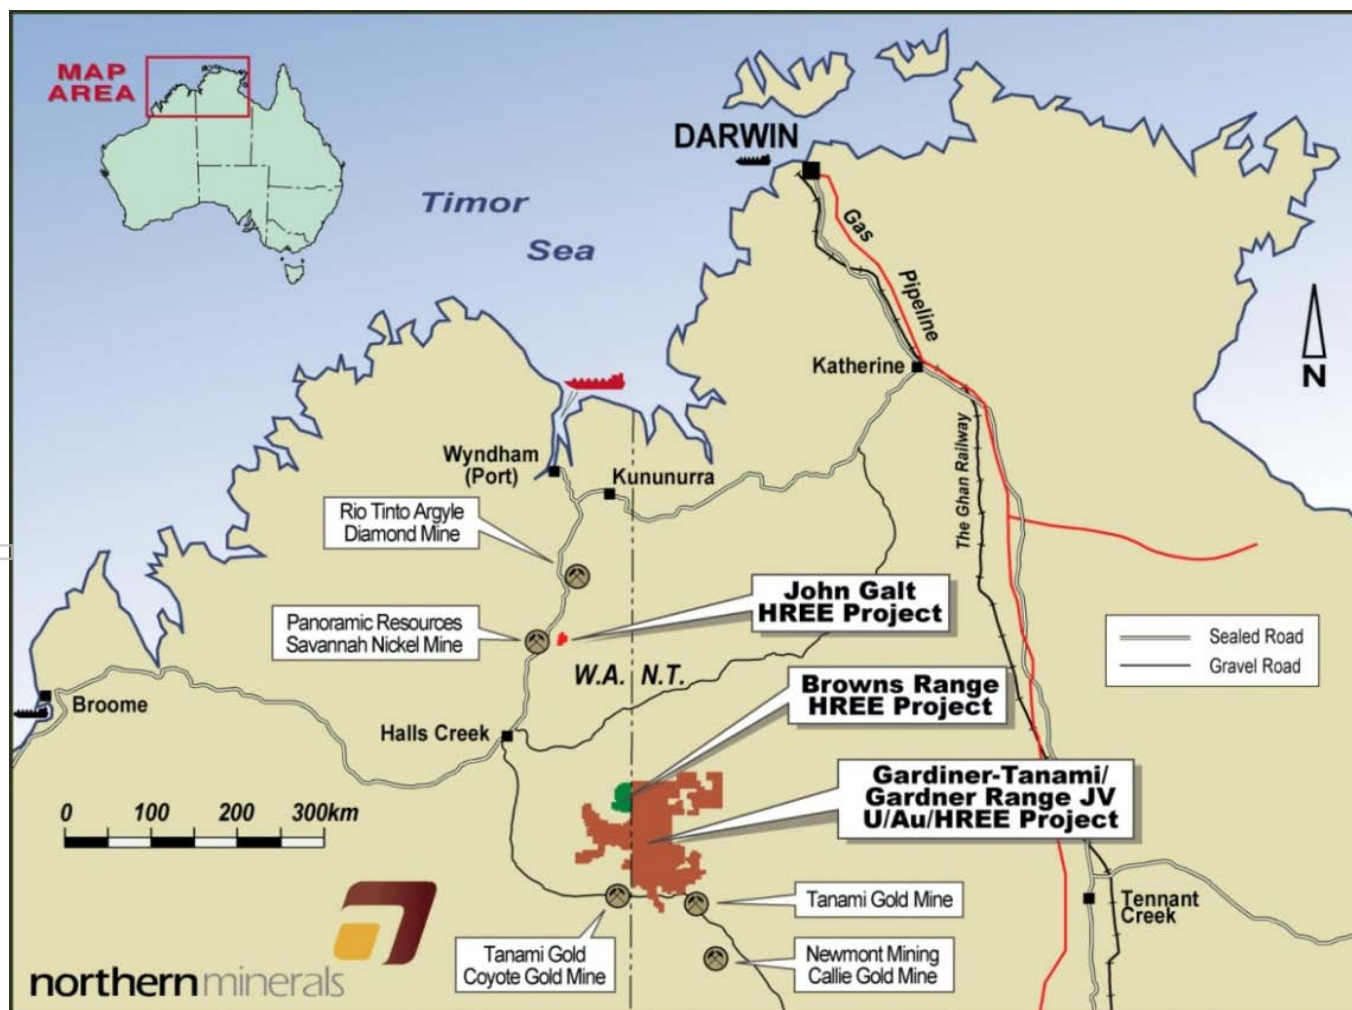 MAP
AREA
DARWIN
Timor
Sea
Gas
Pipeline
Katherine
N
Wyndham
(Port)
Kununurra
The Ghan Railway
Rio Tinto Argyle
Diamond Mine
John Galt
HREE Project
Panoramic Resources
Savannah Nickel Mine
Sealed Road
Gravel Road
W.A.
N.T.
Browns Range
HREE Project
Broome
Halls Creek
Gardiner-Tanami/
Gardner Range JV
U/Au/HREE Project
0 100 200 300km
Tanami Gold Mine
Tennant
Creek
Tanami Gold
Coyote Gold Mine
Newmont Mining
Callie Gold Mine
northernminerals